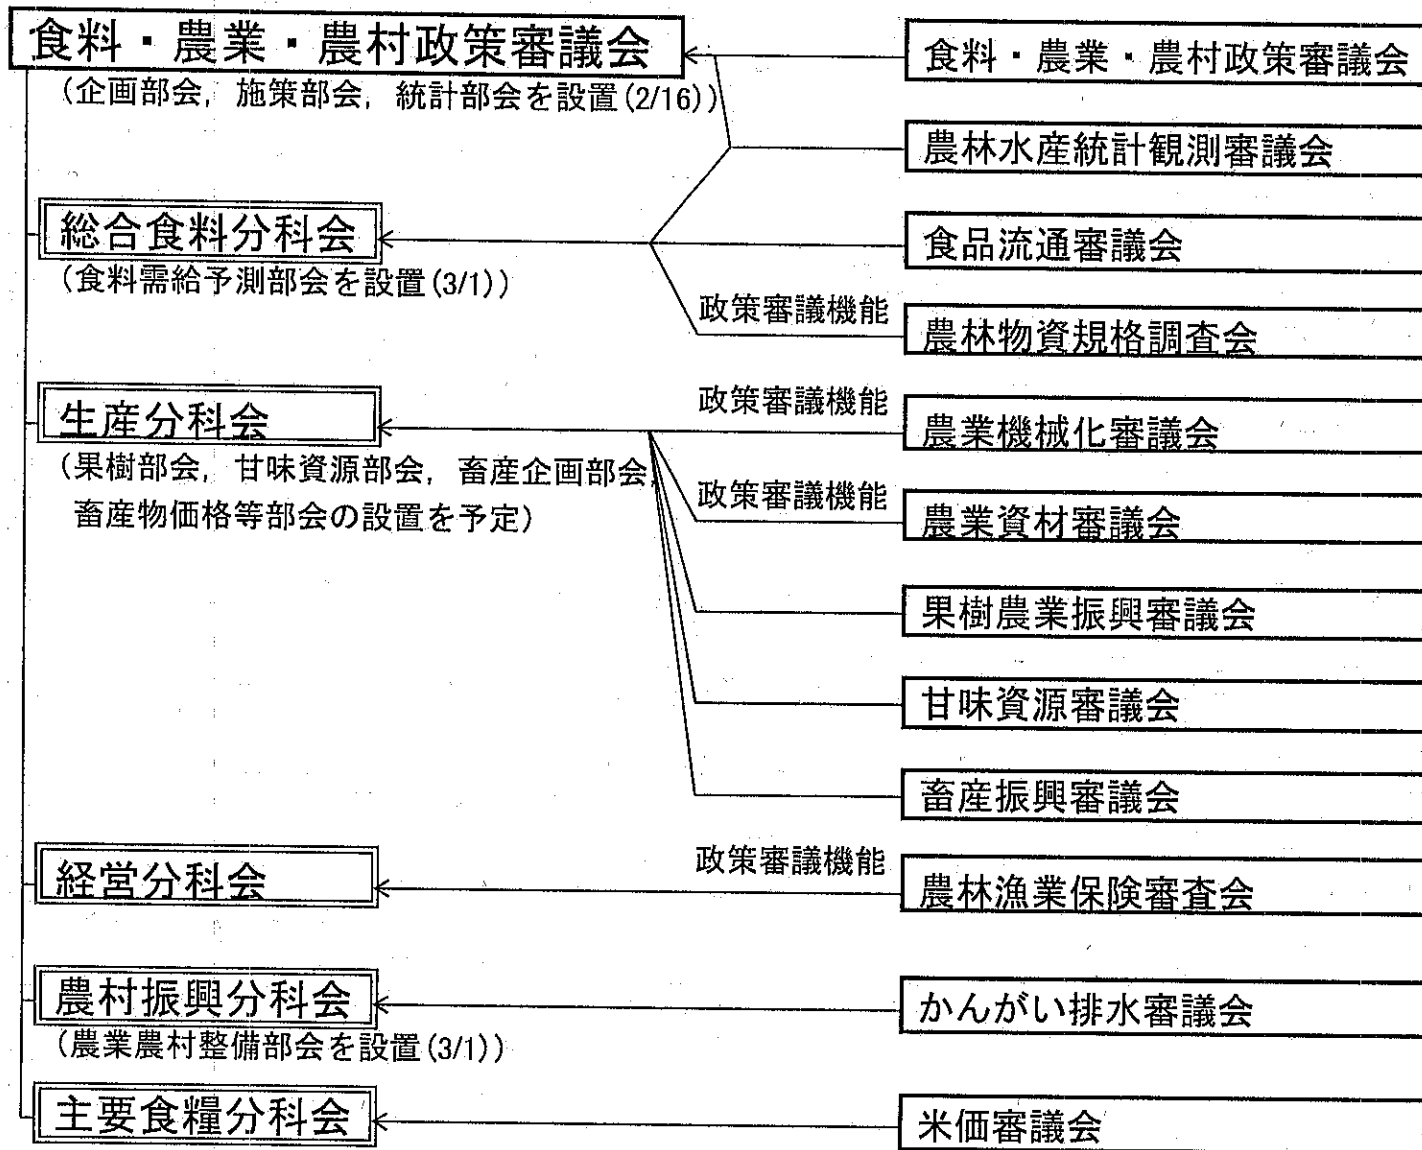 食料・農業・農村政策審議会
(企画部会, 施策部会, 統計部会を設置(2/16))
総合食料分科会
(食料需給予測部会を設置(3/1))
生産分科会
(果樹部会, 甘味資源部会, 畜産企画部会,
畜産物価格等部会の設置を予定)
経営分科会
農村振興分科会
(農業農村整備部会を設置(3/1))
主要食糧分科会
食料・農業・農村政策審議会
農林水産統計観測審議会
食品流通審議会
政策審議機能
農林物資規格調査会
政策審議機能
農業機械化審議会
政策審議機能
農業資材審議会
果樹農業振興審議会
甘味資源審議会
畜産振興審議会
政策審議機能
農林漁業保険審査会
かんがい排水審議会
米価審議会